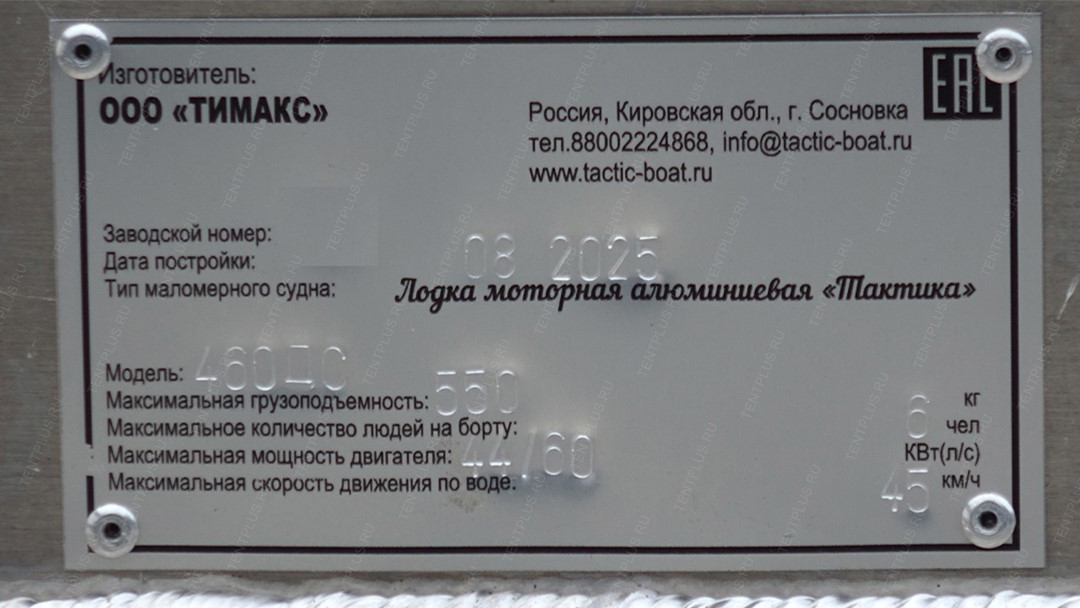 Изготовитель:
ООО «ТИМАКС»
EAC
Россия, Кировская обл., г. Сосновка
тел.88002224868, info@tactic-boat.ru
www.tactic-boat.ru
Заводской номер:
Дата постройки: 08 2025
Тип маломерного судна: Лодка моторная алюминиевая «Тактика»
Модель: 460ДС
Максимальная грузоподъемность: 550 кг
Максимальное количество людей на борту: 6 чел
Максимальная мощность двигателя: 44/60 КВт(л/с)
Максимальная скорость движения по воде: 45 км/ч
TENTPLUS.RU